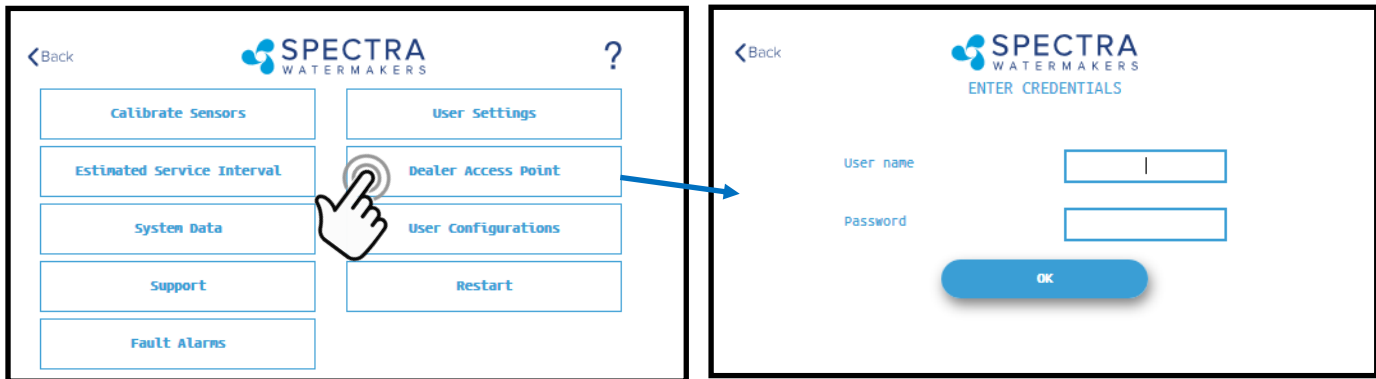 Back
SPECTRA
WATERMAKERS
?
Calibrate Sensors
User Settings
Estimated Service Interval
Dealer Access Point
System Data
User Configurations
Support
Restart
Fault Alarms
Back
SPECTRA
WATERMAKERS
ENTER CREDENTIALS
User name
Password
OK